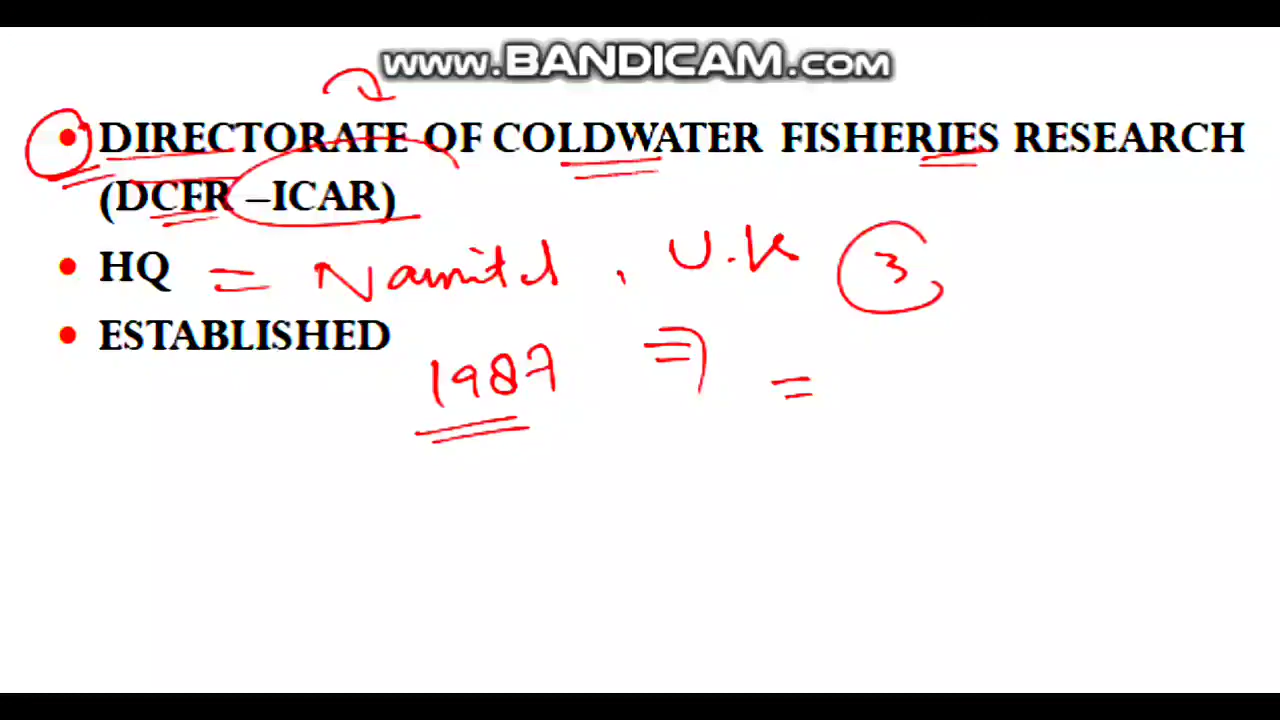 www.BANDICAM.com
• DIRECTORATE OF COLDWATER FISHERIES RESEARCH
(DCFR –ICAR)
• HQ = Nainital, U.K 3
• ESTABLISHED
1987 ⇒ =